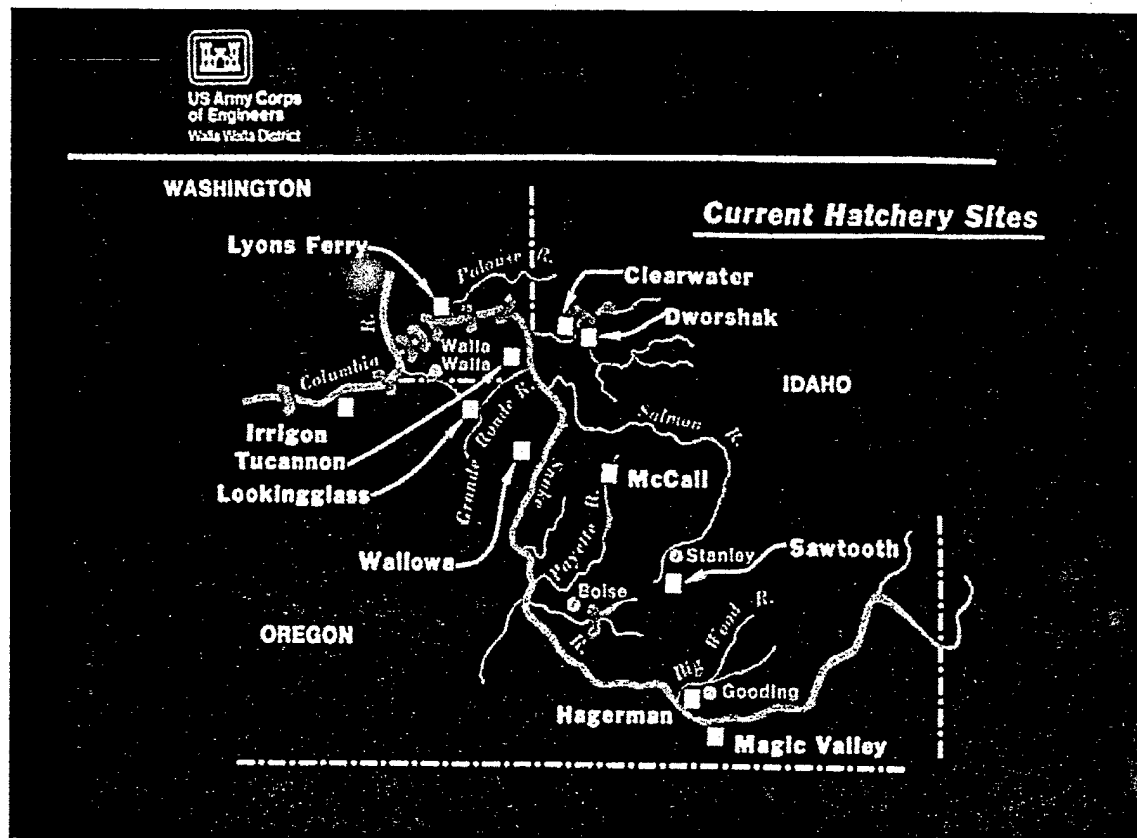 US Army Corps
of Engineers
Walla Walla District
WASHINGTON
Current Hatchery Sites
Lyons Ferry
Palouse R.
Clearwater
Dworshak
R.
Walla
Walla
Columbia
IDAHO
Irrigon
Tucannon
Lookingglass
Grande Ronde R.
Salmon R.
Snake
McCall
Wallowa
Payette R.
Stanley
Sawtooth
Boise
R.
OREGON
Big Wood R.
Gooding
Hagerman
Magic Valley